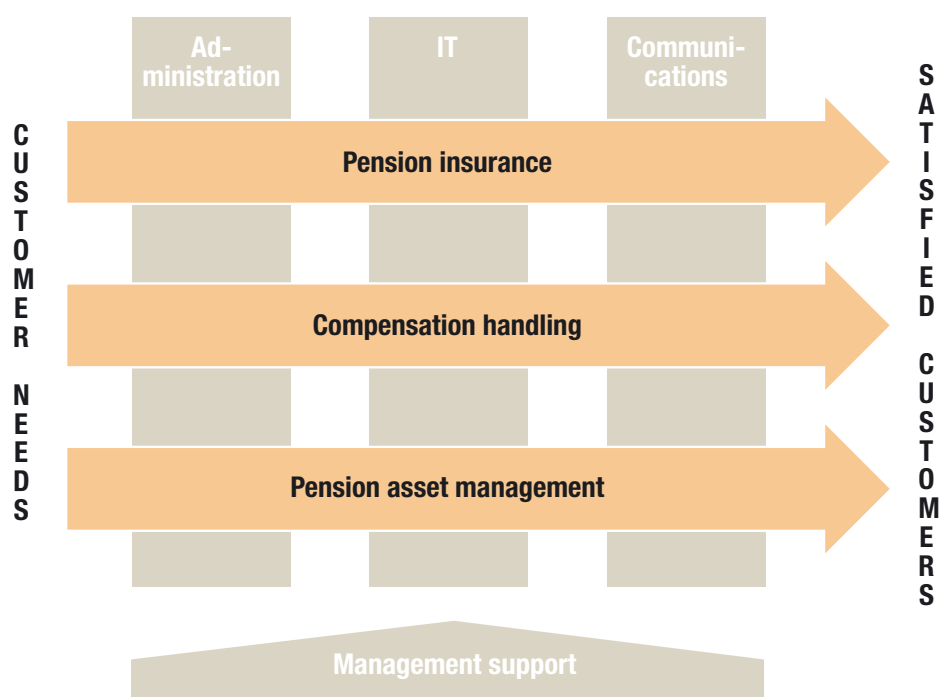 Ad-
ministration
IT
Communi-
cations
CUSTOMER NEEDS
Pension insurance
Compensation handling
Pension asset management
SATISFIED CUSTOMERS
Management support